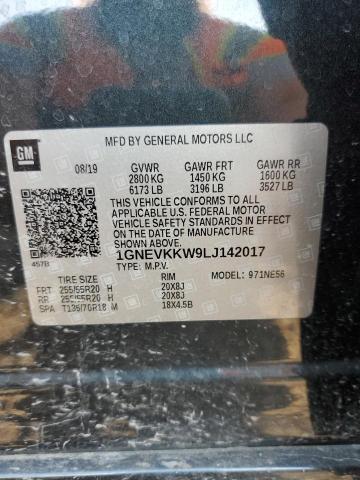 GM
MFD BY GENERAL MOTORS LLC
08/19 GVWR GAWR FRT GAWR RR
2800 KG 1450 KG 1600 KG
6173 LB 3196 LB 3527 LB
THIS VEHICLE CONFORMS TO ALL APPLICABLE
U.S. FEDERAL MOTOR
VEHICLE SAFETY STANDARDS IN EFFECT
ON THE DATE OF MANUFACTURE
SHOWN ABOVE.
1GNEVKKW9LJ142017
457B TYPE: M.P.V. MODEL: 971NE56
TIRE SIZE RIM
FRT 255/55R20 H 20X8J
RR 255/55R20 H 20X8J
SPA T135/70R18 M 18X4.5B